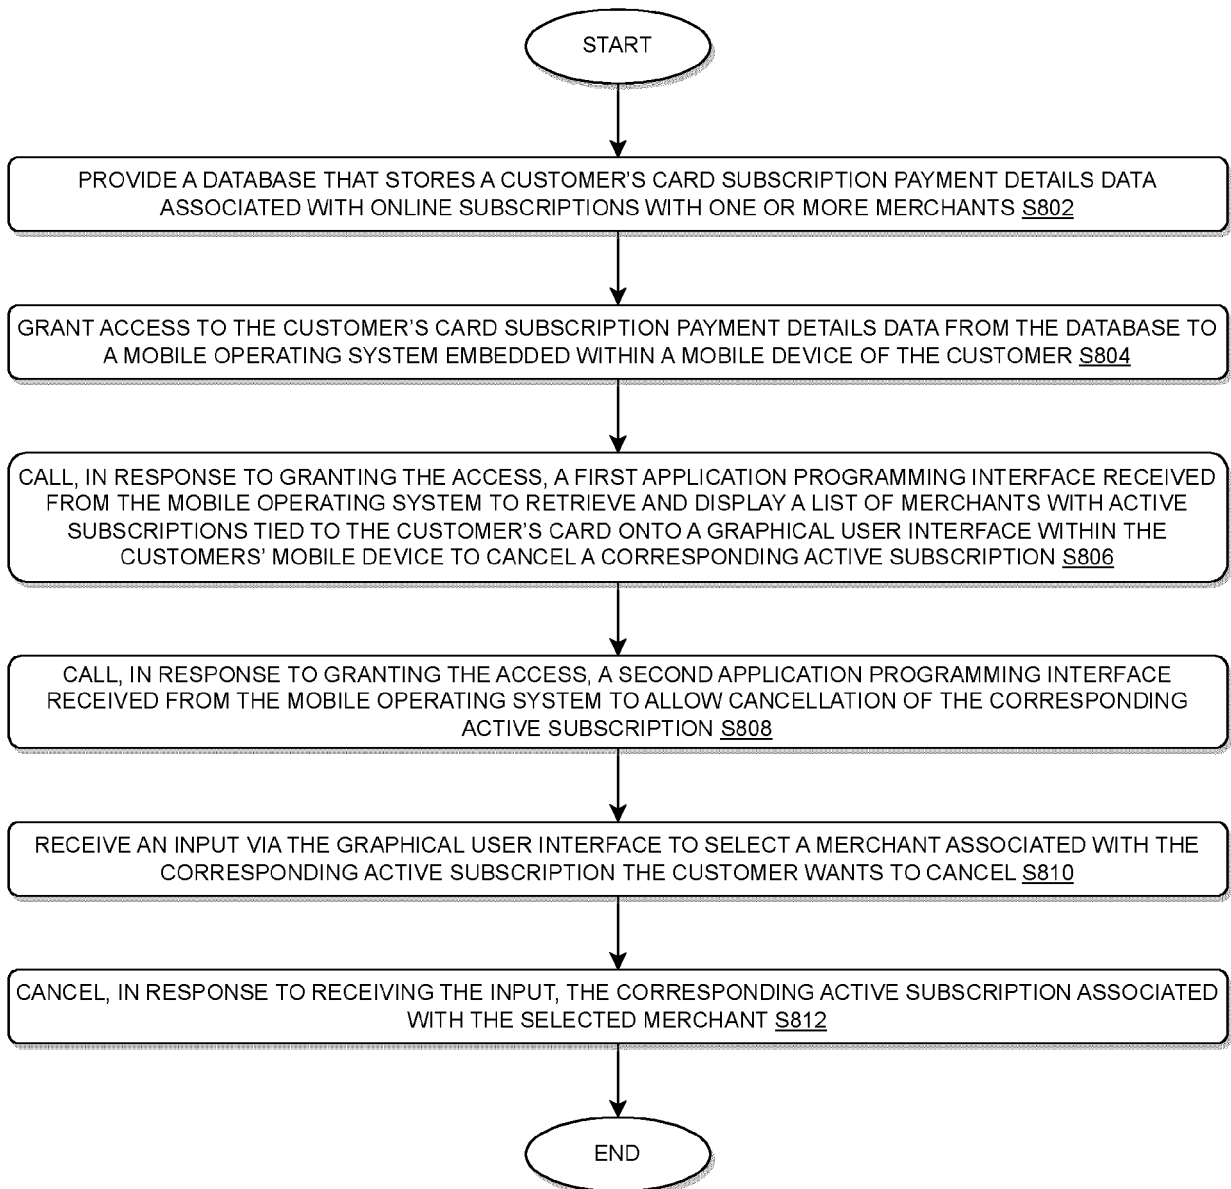 START
PROVIDE A DATABASE THAT STORES A CUSTOMER'S CARD SUBSCRIPTION PAYMENT DETAILS DATA
ASSOCIATED WITH ONLINE SUBSCRIPTIONS WITH ONE OR MORE MERCHANTS S802
GRANT ACCESS TO THE CUSTOMER'S CARD SUBSCRIPTION PAYMENT DETAILS DATA FROM THE DATABASE TO
A MOBILE OPERATING SYSTEM EMBEDDED WITHIN A MOBILE DEVICE OF THE CUSTOMER S804
CALL, IN RESPONSE TO GRANTING THE ACCESS, A FIRST APPLICATION PROGRAMMING INTERFACE RECEIVED
FROM THE MOBILE OPERATING SYSTEM TO RETRIEVE AND DISPLAY A LIST OF MERCHANTS WITH ACTIVE
SUBSCRIPTIONS TIED TO THE CUSTOMER'S CARD ONTO A GRAPHICAL USER INTERFACE WITHIN THE
CUSTOMERS' MOBILE DEVICE TO CANCEL A CORRESPONDING ACTIVE SUBSCRIPTION S806
CALL, IN RESPONSE TO GRANTING THE ACCESS, A SECOND APPLICATION PROGRAMMING INTERFACE
RECEIVED FROM THE MOBILE OPERATING SYSTEM TO ALLOW CANCELLATION OF THE CORRESPONDING
ACTIVE SUBSCRIPTION S808
RECEIVE AN INPUT VIA THE GRAPHICAL USER INTERFACE TO SELECT A MERCHANT ASSOCIATED WITH THE
CORRESPONDING ACTIVE SUBSCRIPTION THE CUSTOMER WANTS TO CANCEL S810
CANCEL, IN RESPONSE TO RECEIVING THE INPUT, THE CORRESPONDING ACTIVE SUBSCRIPTION ASSOCIATED
WITH THE SELECTED MERCHANT S812
END